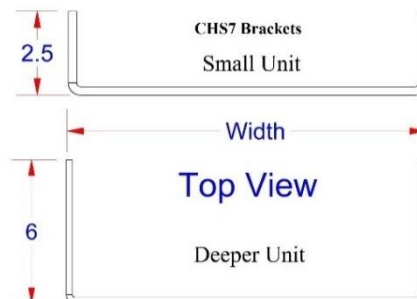 CHS7 Brackets
2.5
Small Unit
Width
Top View
6
Deeper Unit